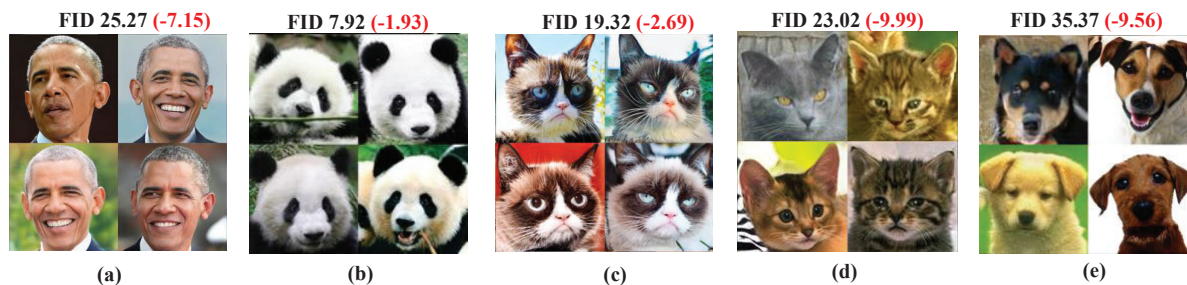 FID 25.27 (-7.15)
FID 7.92 (-1.93)
FID 19.32 (-2.69)
FID 23.02 (-9.99)
FID 35.37 (-9.56)
(a)
(b)
(c)
(d)
(e)